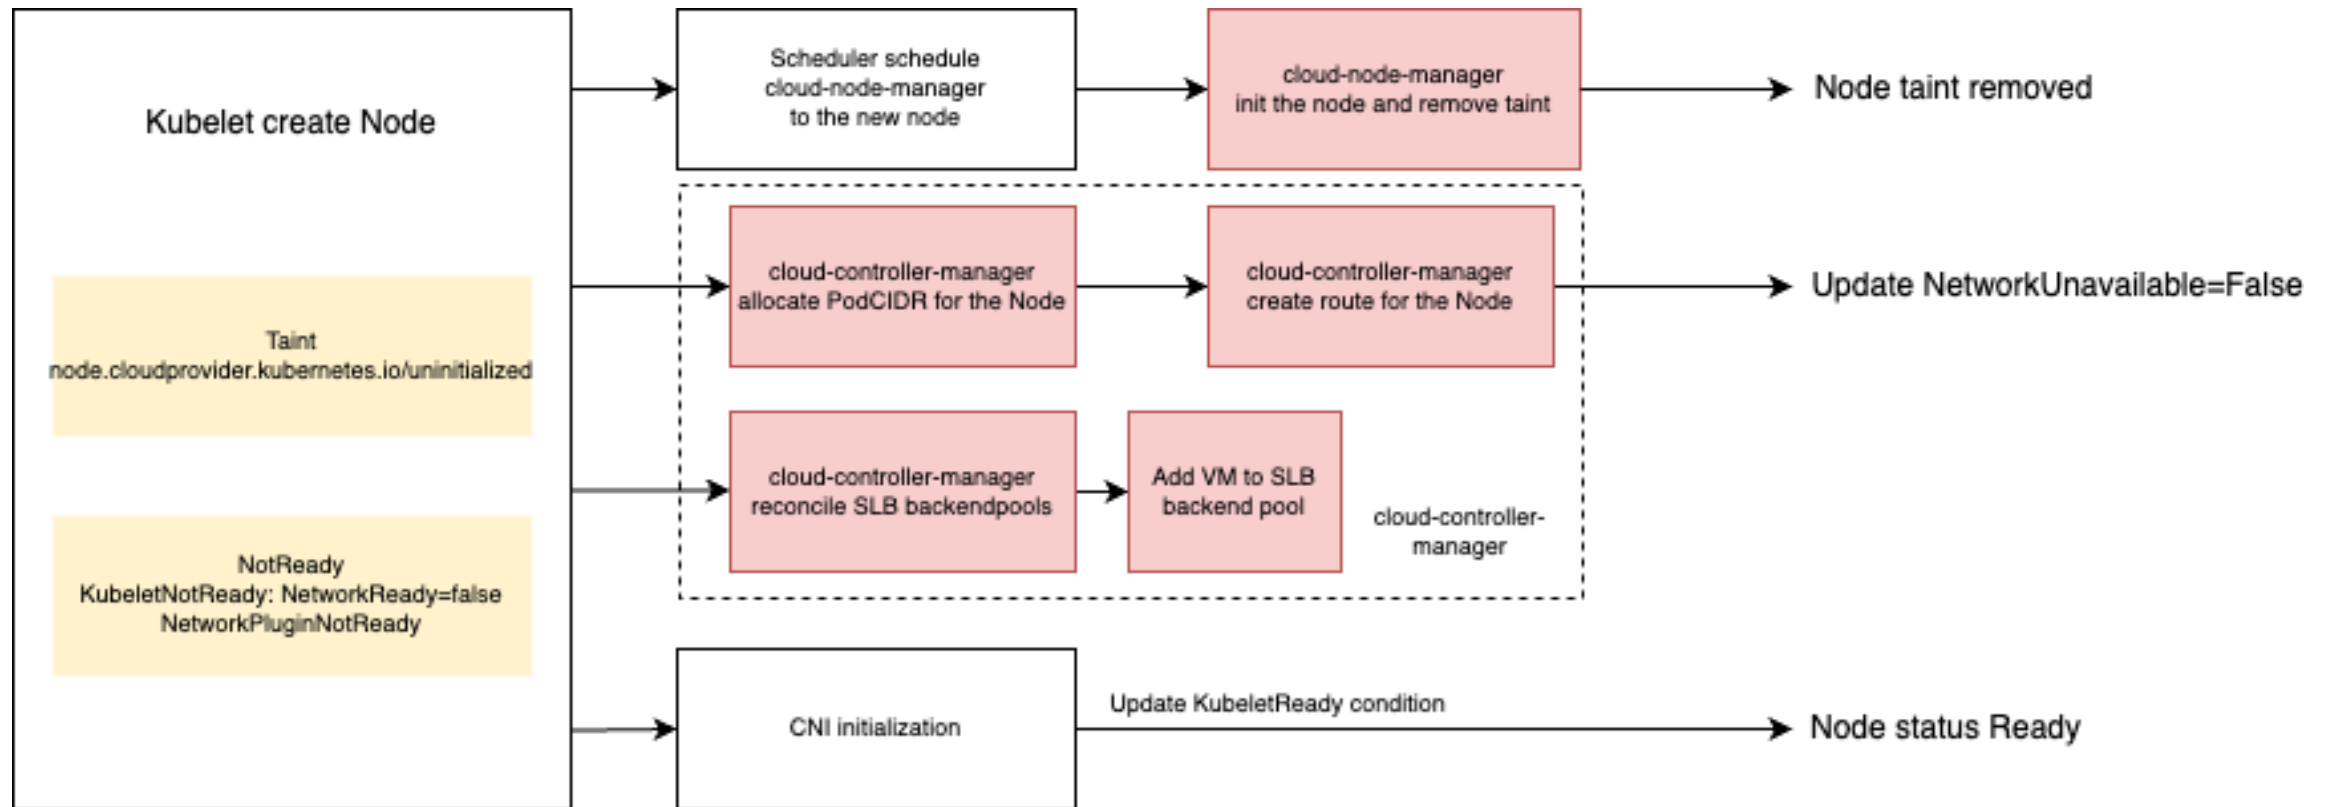 Kubelet create Node
Taint
node.cloudprovider.kubernetes.io/uninitialized
NotReady
KubeletNotReady: NetworkReady=false
NetworkPluginNotReady
Scheduler schedule
cloud-node-manager
to the new node
cloud-node-manager
init the node and remove taint
Node taint removed
cloud-controller-manager
allocate PodCIDR for the Node
cloud-controller-manager
create route for the Node
Update NetworkUnavailable=False
cloud-controller-manager
reconcile SLB backendpools
Add VM to SLB
backend pool
cloud-controller-
manager
CNI initialization
Update KubeletReady condition
Node status Ready